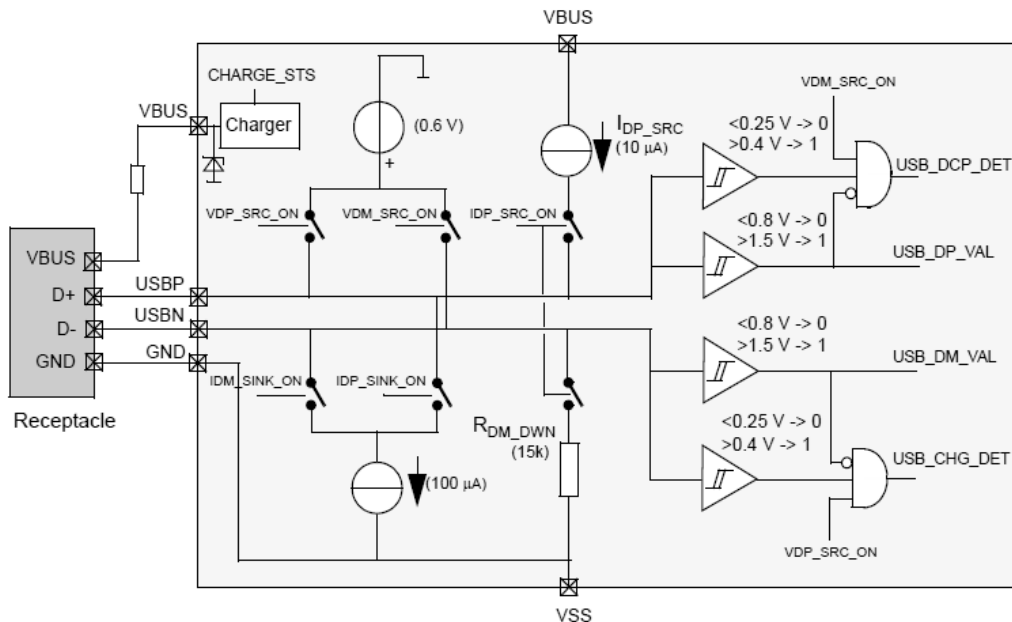 VBUS
CHARGE_STS
VBUS
Charger
(0.6 V)
+
I DP_SRC
(10 µA)
VDM_SRC_ON
<0.25 V -> 0
>0.4 V -> 1
USB_DCP_DET
VDP_SRC_ON
VDM_SRC_ON
IDP_SRC_ON
<0.8 V -> 0
>1.5 V -> 1
USB_DP_VAL
VBUS
D+
D-
GND
Receptacle
USBP
USBN
GND
<0.8 V -> 0
>1.5 V -> 1
USB_DM_VAL
IDM_SINK_ON
IDP_SINK_ON
R DM_DWN
(15k)
(100 µA)
<0.25 V -> 0
>0.4 V -> 1
USB_CHG_DET
VDP_SRC_ON
VSS